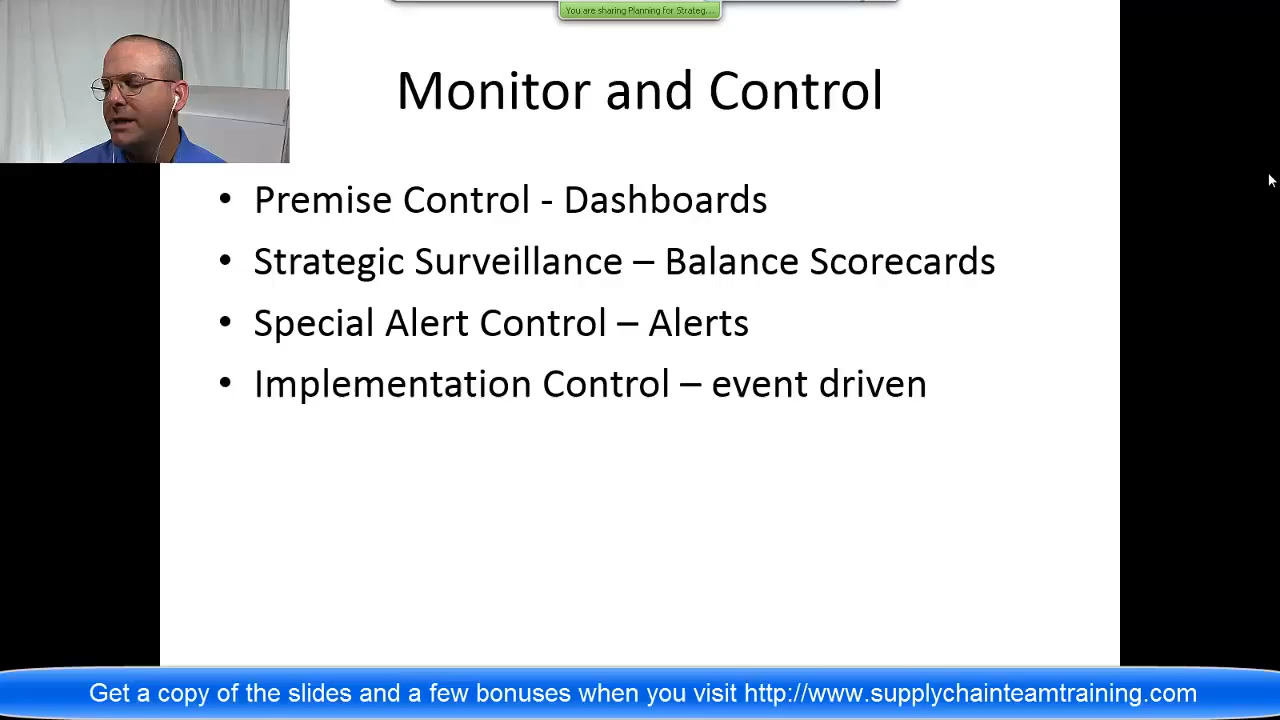 You are sharing Planning for Strateg...
Monitor and Control
• Premise Control - Dashboards
• Strategic Surveillance – Balance Scorecards
• Special Alert Control – Alerts
• Implementation Control – event driven
Get a copy of the slides and a few bonuses when you visit http://www.supplychainteamtraining.com